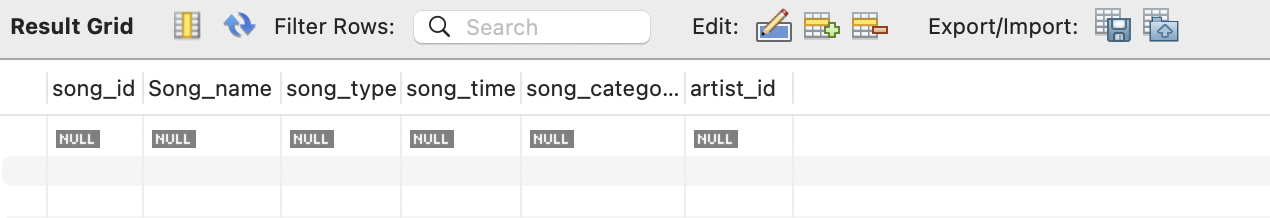 Result Grid Filter Rows: Search Edit: Export/Import:
song_id Song_name song_type song_time song_catego... artist_id
NULL NULL NULL NULL NULL NULL